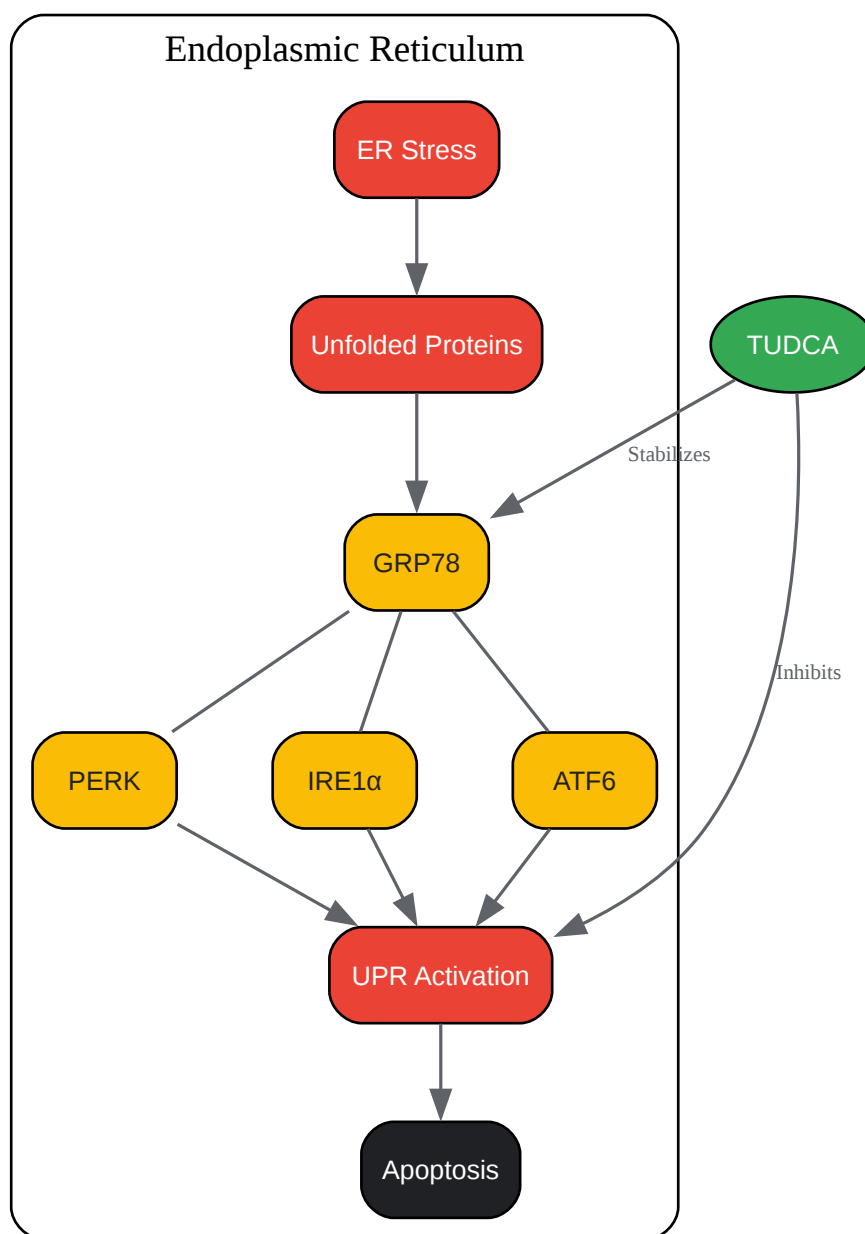 Endoplasmic Reticulum
ER Stress
Unfolded Proteins
TUDCA
Stabilizes
GRP78
Inhibits
PERK
IRE1α
ATF6
UPR Activation
Apoptosis